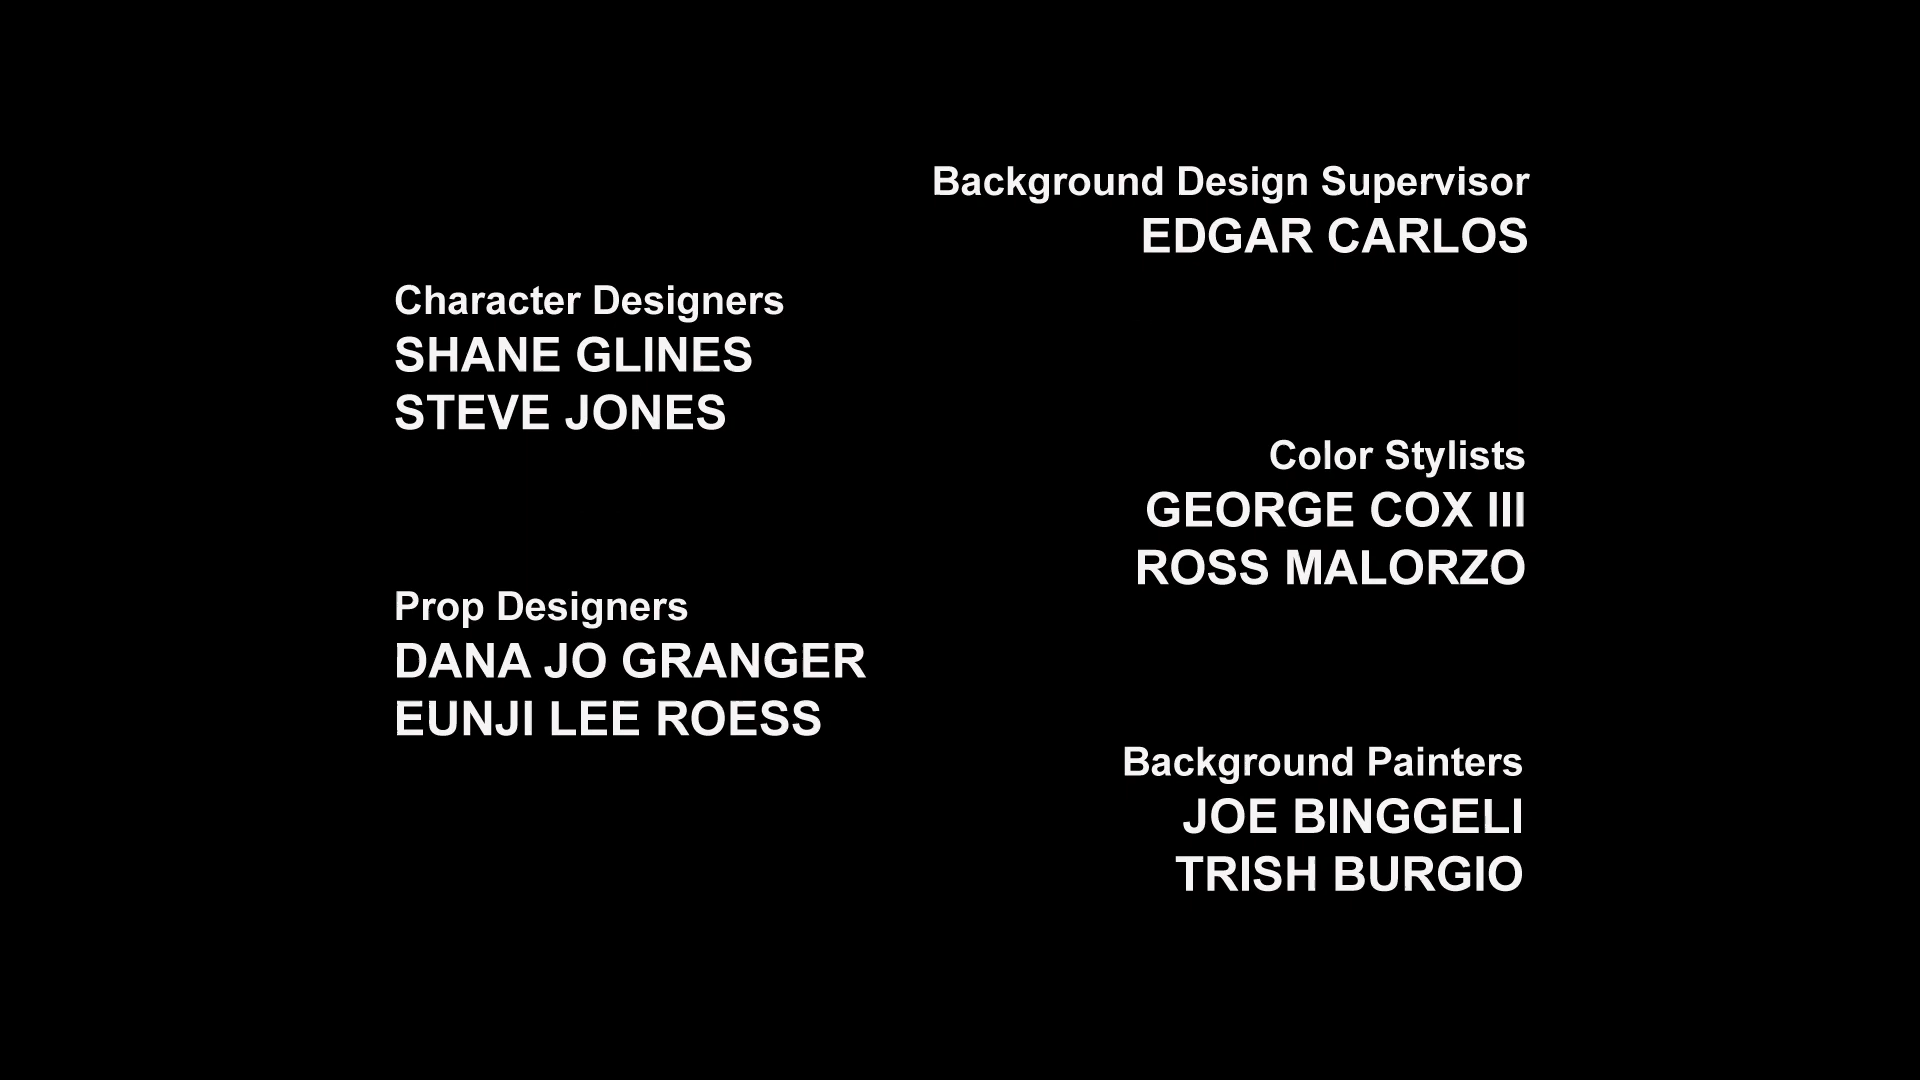 Background Design Supervisor
EDGAR CARLOS
Character Designers
SHANE GLINES
STEVE JONES
Color Stylists
GEORGE COX III
ROSS MALORZO
Prop Designers
DANA JO GRANGER
EUNJI LEE ROESS
Background Painters
JOE BINGGELI
TRISH BURGIO